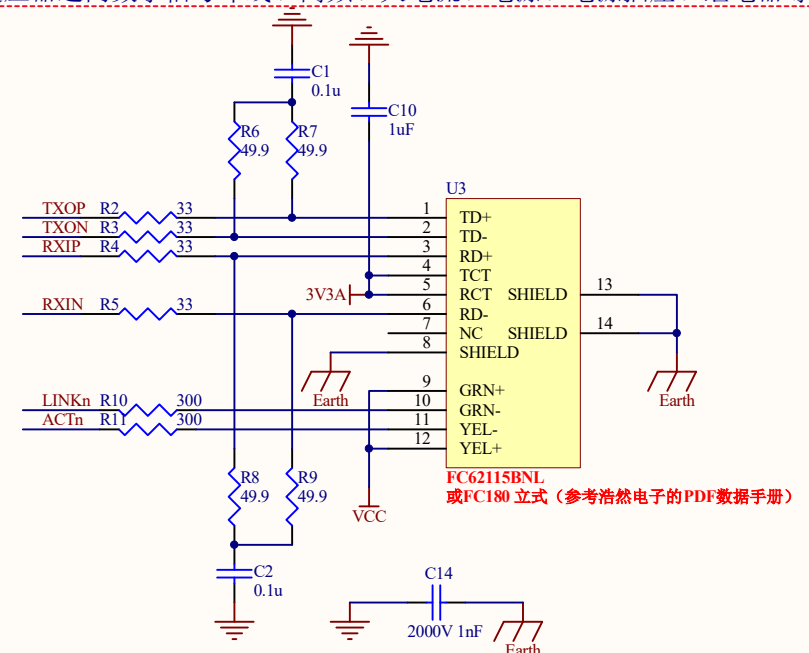 C1
0.1u
C10
1uF
R6
49.9
R7
49.9
U3
TXOP R2 33 1 TD+
TXON R3 33 2 TD-
RXIP R4 33 3 RD+
4 TCT
3V3A 5 RCT SHIELD 13
RXIN R5 33 6 RD-
7 NC SHIELD 14
8 SHIELD
Earth
Earth
9 GRN+
LINKn R10 300 10 GRN-
ACTn R11 300 11 YEL-
12 YEL+
FC62115BNL
或FC180 立式（参考浩然电子的PDF数据手册）
R8
49.9
R9
49.9
VCC
C2
0.1u
C14
2000V 1nF
Earth